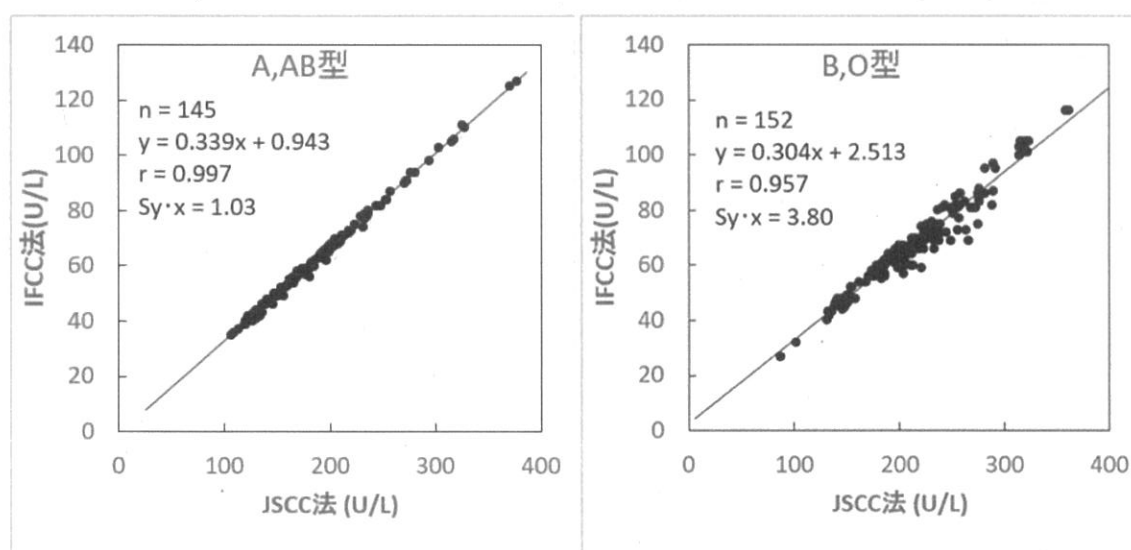 A,AB型
n = 145
y = 0.339x + 0.943
r = 0.997
Sy･x = 1.03
IFCC法(U/L)
140
120
100
80
60
40
20
0
0 100 200 300 400
JSCC法 (U/L)
B,O型
n = 152
y = 0.304x + 2.513
r = 0.957
Sy･x = 3.80
IFCC法(U/L)
140
120
100
80
60
40
20
0
0 100 200 300 400
JSCC法 (U/L)